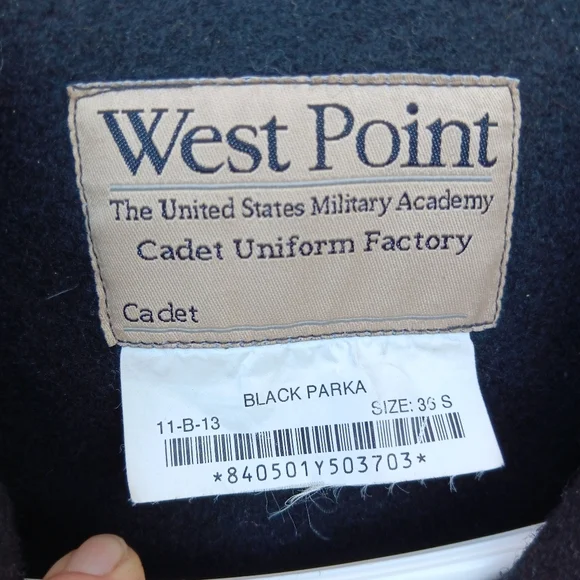 West Point
The United States Military Academy
Cadet Uniform Factory
Cadet
BLACK PARKA
11-B-13
SIZE: 36 S
*840501Y503703*